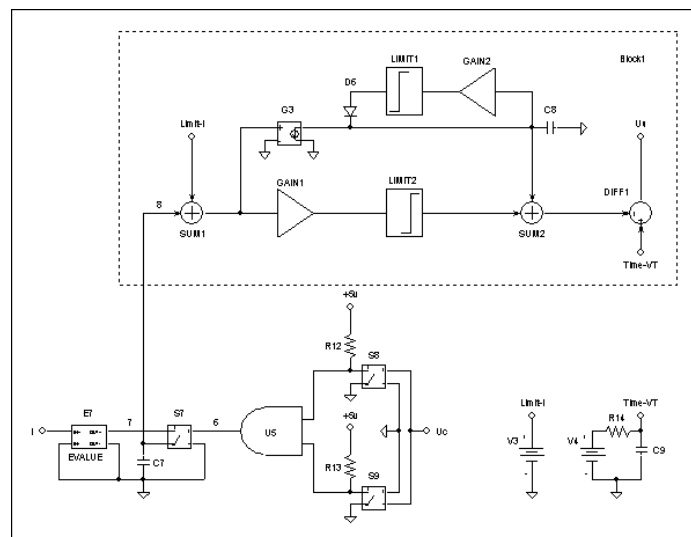 LIMIT1
GAIN2
Block1
D6
G3
C8
Limit-I
GAIN1
LIMIT2
DIFF1
8
SUM1
SUM2
Time-VT
+5u
R12
S8
E7
7
S7
6
U5
+5u
Uc
Limit-I
Time-VT
R14
I
EVALUE
C7
R13
S9
V3
V4
C9